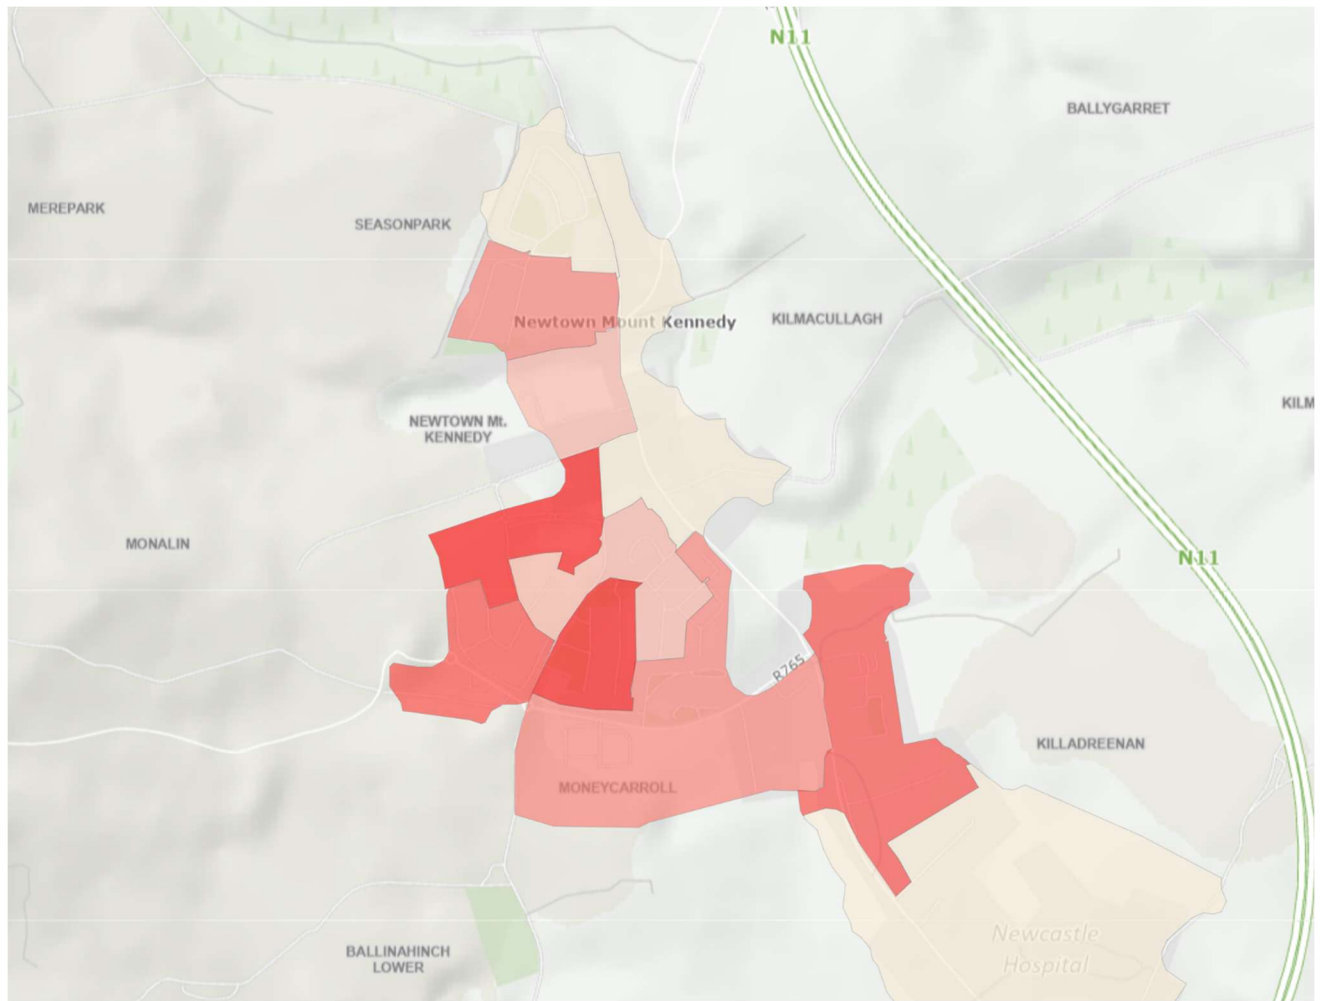 N11
BALLYGARRET
MEREPARK
SEASONPARK
Newtown Mount Kennedy
KILMACULLAGH
NEWTOWN Mt.
KENNEDY
KILM
MONALIN
N11
R765
KILLADREENAN
MONEYCARROLL
Newcastle
Hospital
BALLINAHINCH
LOWER